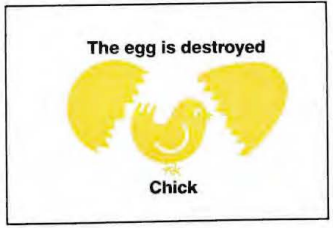 The egg is destroyed
Chick